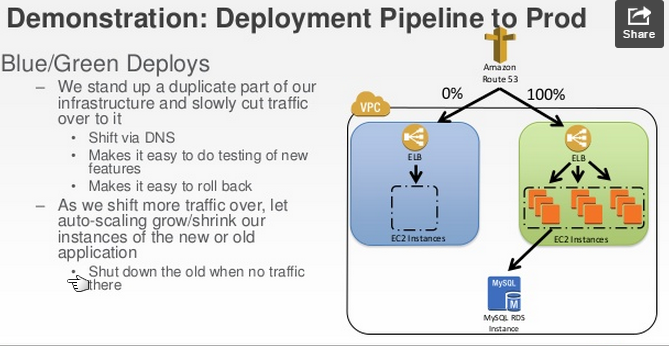 Demonstration: Deployment Pipeline to Prod
Share
Blue/Green Deploys
– We stand up a duplicate part of our
infrastructure and slowly cut traffic
over to it
• Shift via DNS
• Makes it easy to do testing of new
features
• Makes it easy to roll back
– As we shift more traffic over, let
auto-scaling grow/shrink our
instances of the new or old
application
• Shut down the old when no traffic
there
Amazon
Route 53
0%
100%
VPC
ELB
EC2 Instances
ELB
EC2 Instances
MySQL
M
MySQL RDS
Instance